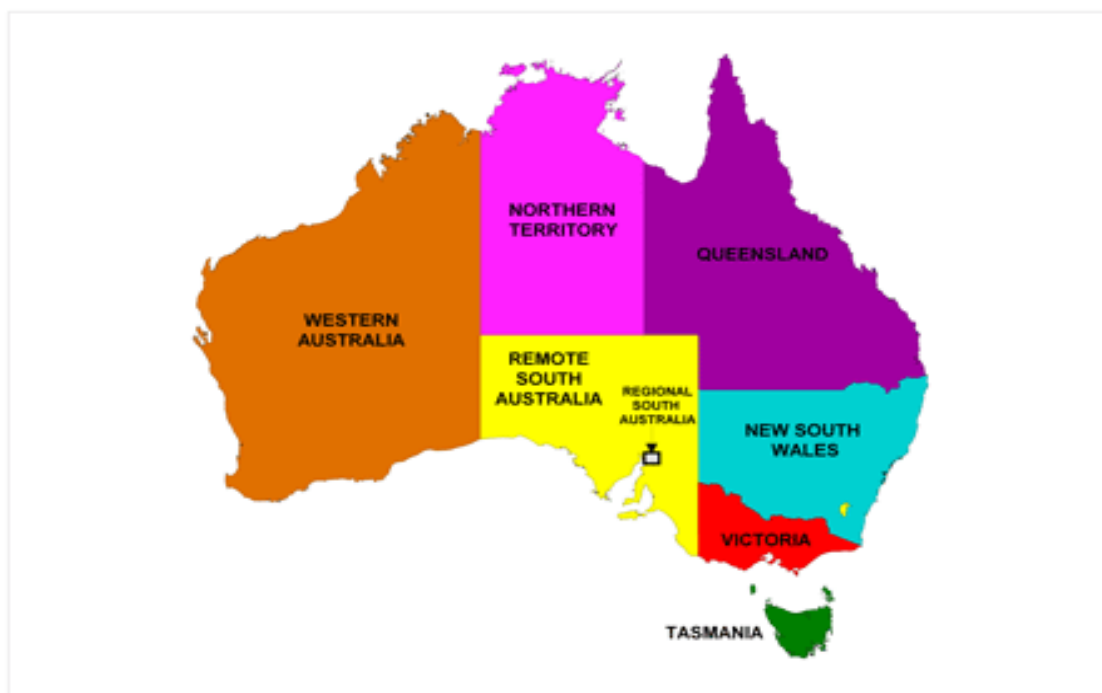 NORTHERN
TERRITORY
QUEENSLAND
WESTERN
AUSTRALIA
REMOTE
SOUTH
AUSTRALIA
REGIONAL
SOUTH
AUSTRALIA
NEW SOUTH
WALES
VICTORIA
TASMANIA